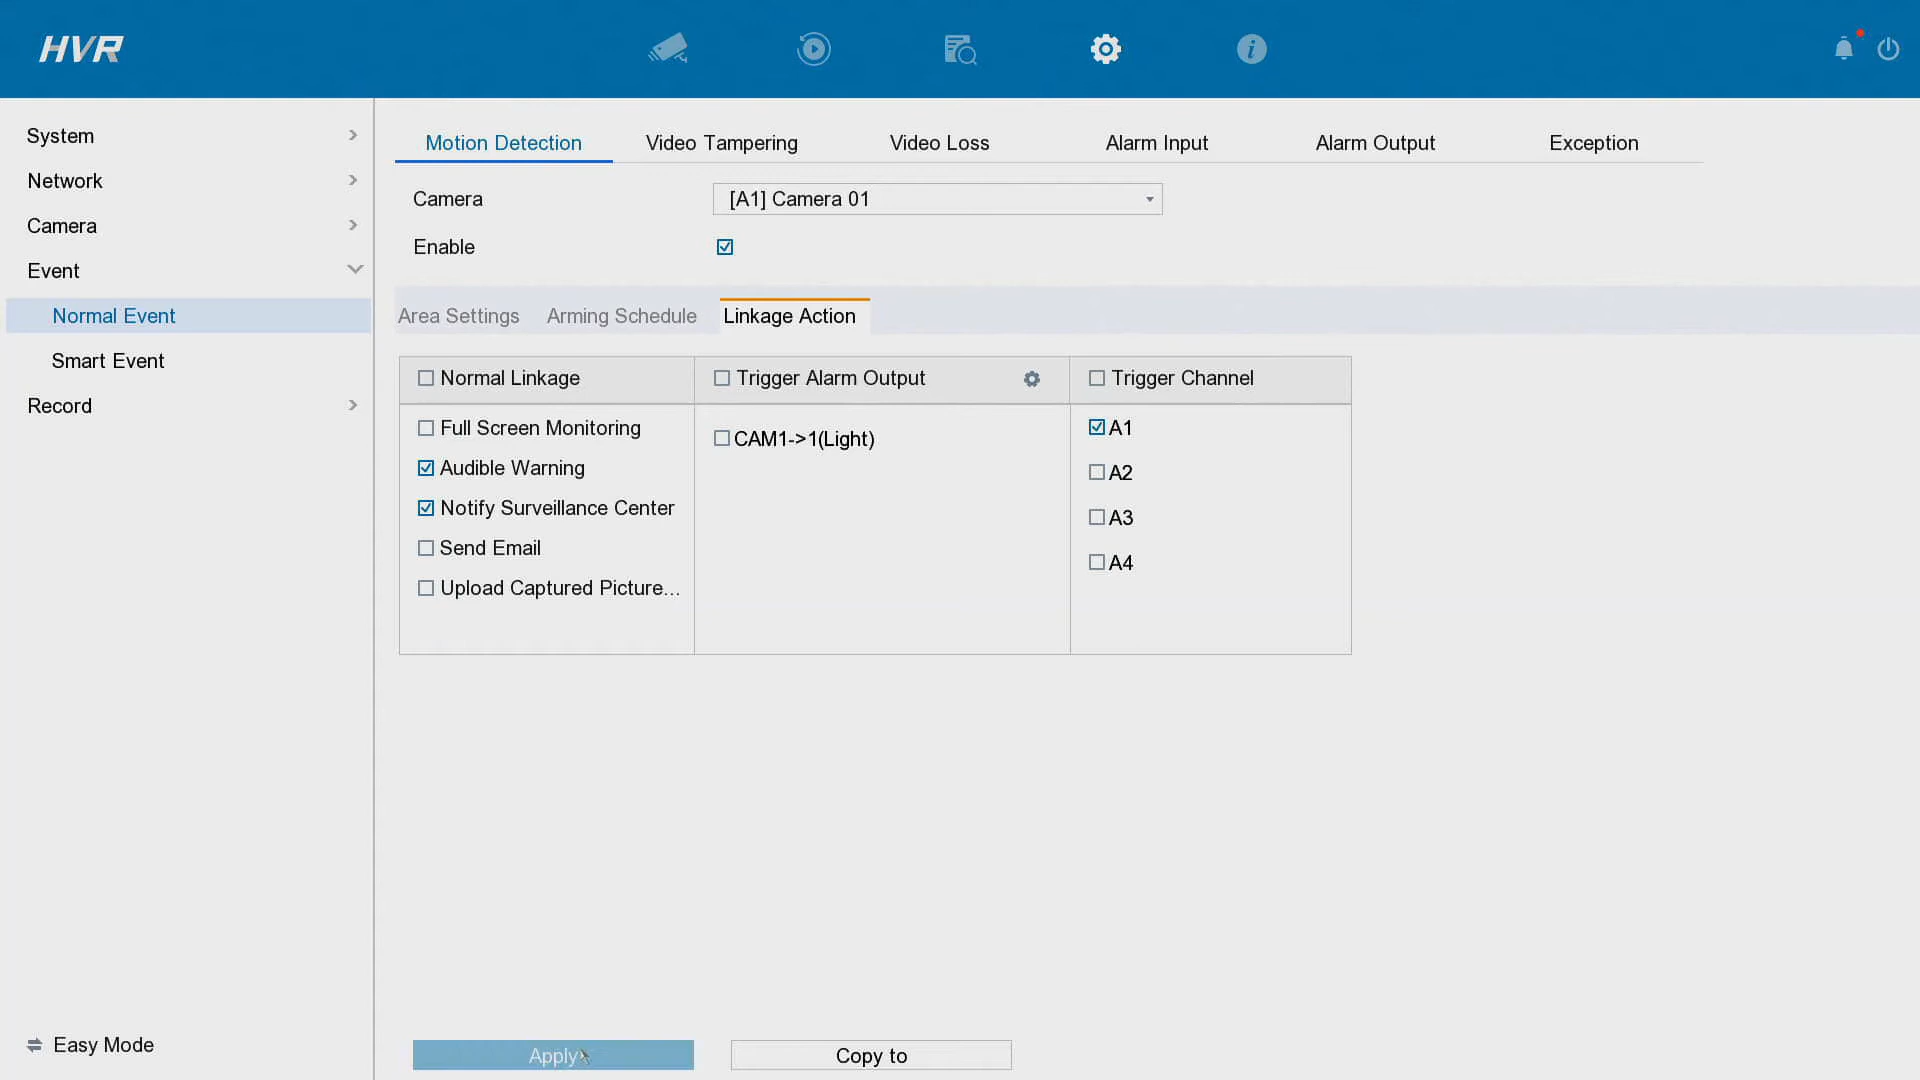 HVR
System
Network
Camera
Event
Normal Event
Smart Event
Record
Easy Mode
Motion Detection Video Tampering Video Loss Alarm Input Alarm Output Exception
Camera [A1] Camera 01
Enable
Area Settings Arming Schedule Linkage Action
Normal Linkage Trigger Alarm Output Trigger Channel
Full Screen Monitoring
Audible Warning
Notify Surveillance Center
Send Email
Upload Captured Picture...
CAM1->1(Light)
A1
A2
A3
A4
Apply Copy to